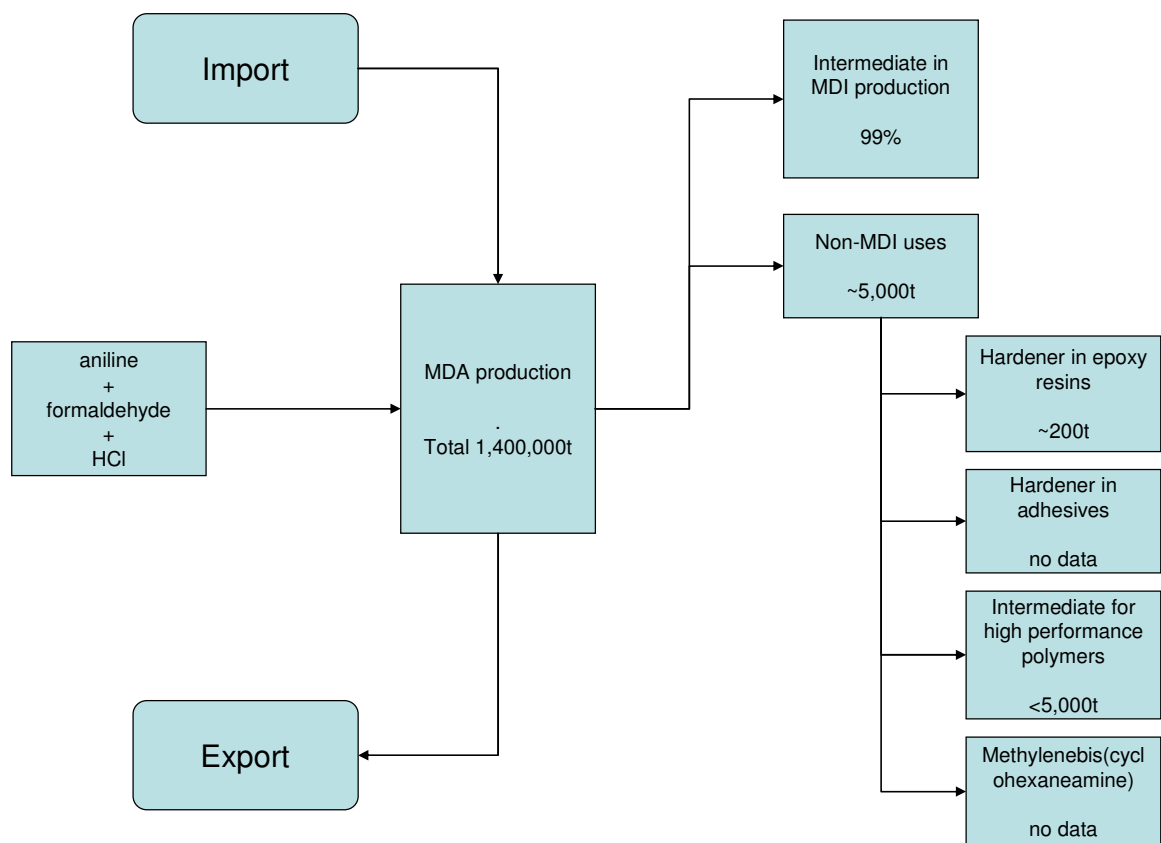 Import
Intermediate in
MDI production
99%
Non-MDI uses
~5,000t
aniline
+
formaldehyde
+
HCl
MDA production
.
Total 1,400,000t
Hardener in epoxy
resins
~200t
Hardener in
adhesives
no data
Intermediate for
high performance
polymers
<5,000t
Export
Methylenebis(cycl
ohexaneamine)
no data